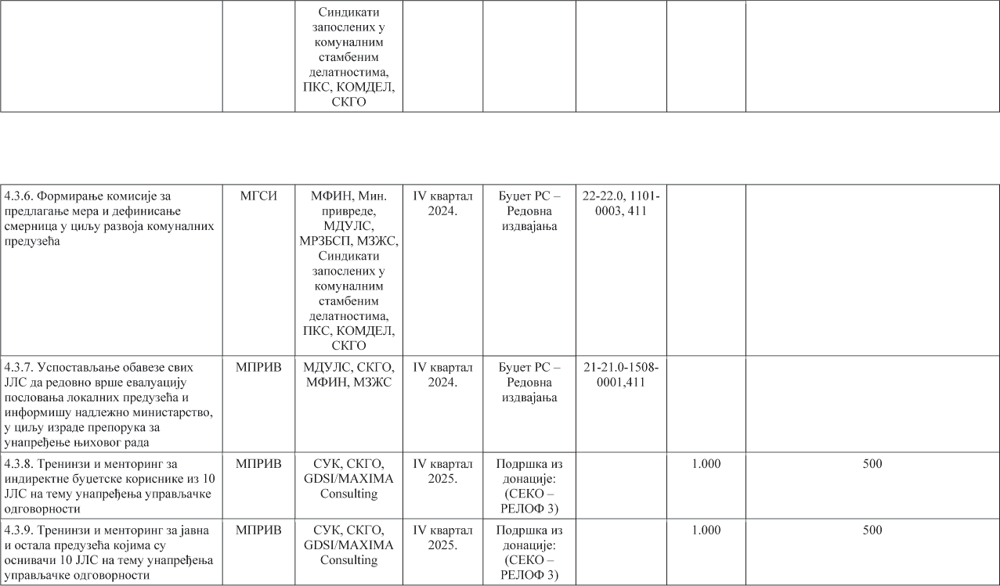 Синдикати
запослених у
комуналним
стамбеним
делатностима,
ПКС, КОМДЕЛ,
СКГО
4.3.6. Формирање комисије за
предлагање мера и дефинисање
смерница у циљу развоја комуналних
предузећа
МГСИ
МФИН, Мин.
привреде,
МДУЛС,
МРЗБСП, МЗЖС,
Синдикати
запослених у
комуналним
стамбеним
делатностима,
ПКС, КОМДЕЛ,
СКГО
IV квартал
2024.
Буџет РС –
Редовна
издвајања
22-22.0, 1101-
0003, 411
4.3.7. Успостављање обавезе свих
ЈЛС да редовно врше евалуацију
пословања локалних предузећа и
информишу надлежно министарство,
у циљу израде препорука за
унапређење њиховог рада
МПРИВ
МДУЛС, СКГО,
МФИН, МЗЖС
IV квартал
2024.
Буџет РС –
Редовна
издвајања
21-21.0-1508-
0001,411
4.3.8. Тренинзи и менторинг за
индиректне буџетске кориснике из 10
ЈЛС на тему унапређења управљачке
одговорности
МПРИВ
СУК, СКГО,
GDSI/MAXIMA
Consulting
IV квартал
2025.
Подршка из
донације:
(СЕКО –
РЕЛОФ 3)
1.000
500
4.3.9. Тренинзи и менторинг за јавна
и остала предузећа којима су
оснивачи 10 ЈЛС на тему унапређења
управљачке одговорности
МПРИВ
СУК, СКГО,
GDSI/MAXIMA
Consulting
IV квартал
2025.
Подршка из
донације:
(СЕКО –
РЕЛОФ 3)
1.000
500